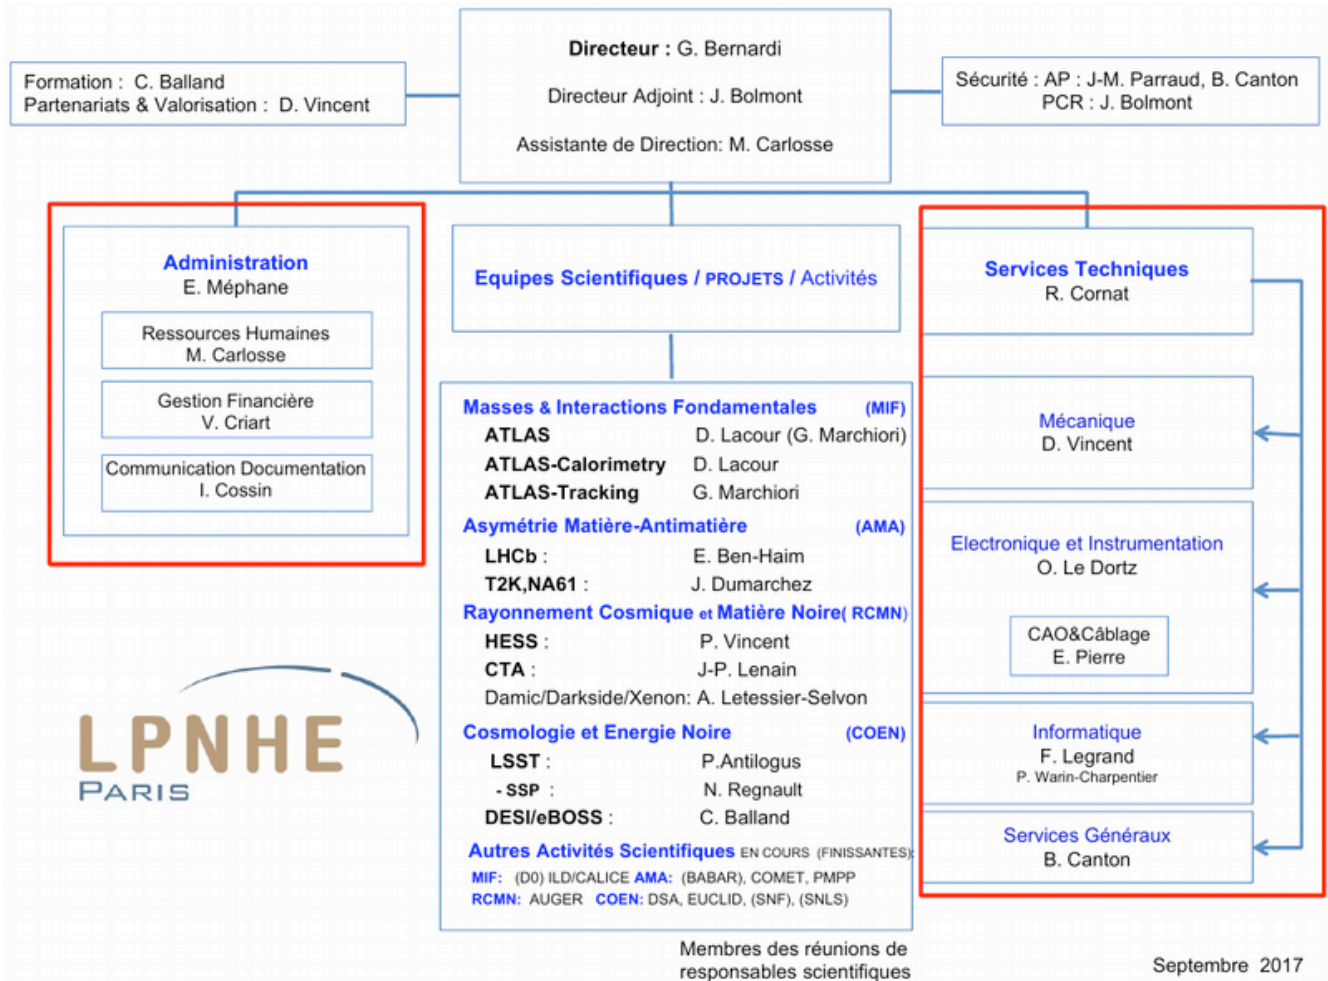 Directeur : G. Bernardi
Directeur Adjoint : J. Bolmont
Assistante de Direction: M. Carlosse
Formation : C. Balland
Partenariats & Valorisation : D. Vincent
Sécurité : AP : J-M. Parraud, B. Canton
PCR : J. Bolmont
Administration
E. Méphane
Ressources Humaines
M. Carlosse
Gestion Financière
V. Criart
Communication Documentation
I. Cossin
Equipes Scientifiques / PROJETS / Activités
Masses & Interactions Fondamentales (MIF)
ATLAS D. Lacour (G. Marchiori)
ATLAS-Calorimetry D. Lacour
ATLAS-Tracking G. Marchiori
Asymétrie Matière-Antimatière (AMA)
LHCb : E. Ben-Haim
T2K,NA61 : J. Dumarchez
Rayonnement Cosmique et Matière Noire( RCMN)
HESS : P. Vincent
CTA : J-P. Lenain
Damic/Darkside/Xenon: A. Letessier-Selvon
Cosmologie et Energie Noire (COEN)
LSST : P.Antilogus
- SSP : N. Regnault
DESI/eBOSS : C. Balland
Autres Activités Scientifiques EN COURS (FINISSANTES):
MIF: (D0) ILD/CALICE AMA: (BABAR), COMET, PMPP
RCMN: AUGER COEN: DSA, EUCLID, (SNF), (SNLS)
Services Techniques
R. Cornat
Mécanique
D. Vincent
Electronique et Instrumentation
O. Le Dortz
CAO&Câblage
E. Pierre
Informatique
F. Legrand
P. Warin-Charpentier
Services Généraux
B. Canton
LPNHE
PARIS
Membres des réunions de
responsables scientifiques
Septembre 2017